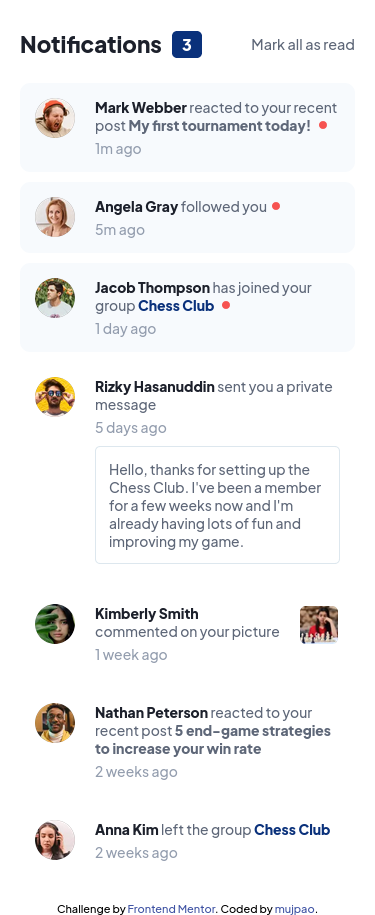 Notifications 3 Mark all as read
Mark Webber reacted to your recent
post My first tournament today!
1m ago
Angela Gray followed you
5m ago
Jacob Thompson has joined your
group Chess Club
1 day ago
Rizky Hasanuddin sent you a private
message
5 days ago
Hello, thanks for setting up the
Chess Club. I've been a member
for a few weeks now and I'm
already having lots of fun and
improving my game.
Kimberly Smith
commented on your picture
1 week ago
Nathan Peterson reacted to your
recent post 5 end-game strategies
to increase your win rate
2 weeks ago
Anna Kim left the group Chess Club
2 weeks ago
Challenge by Frontend Mentor. Coded by mujpao.